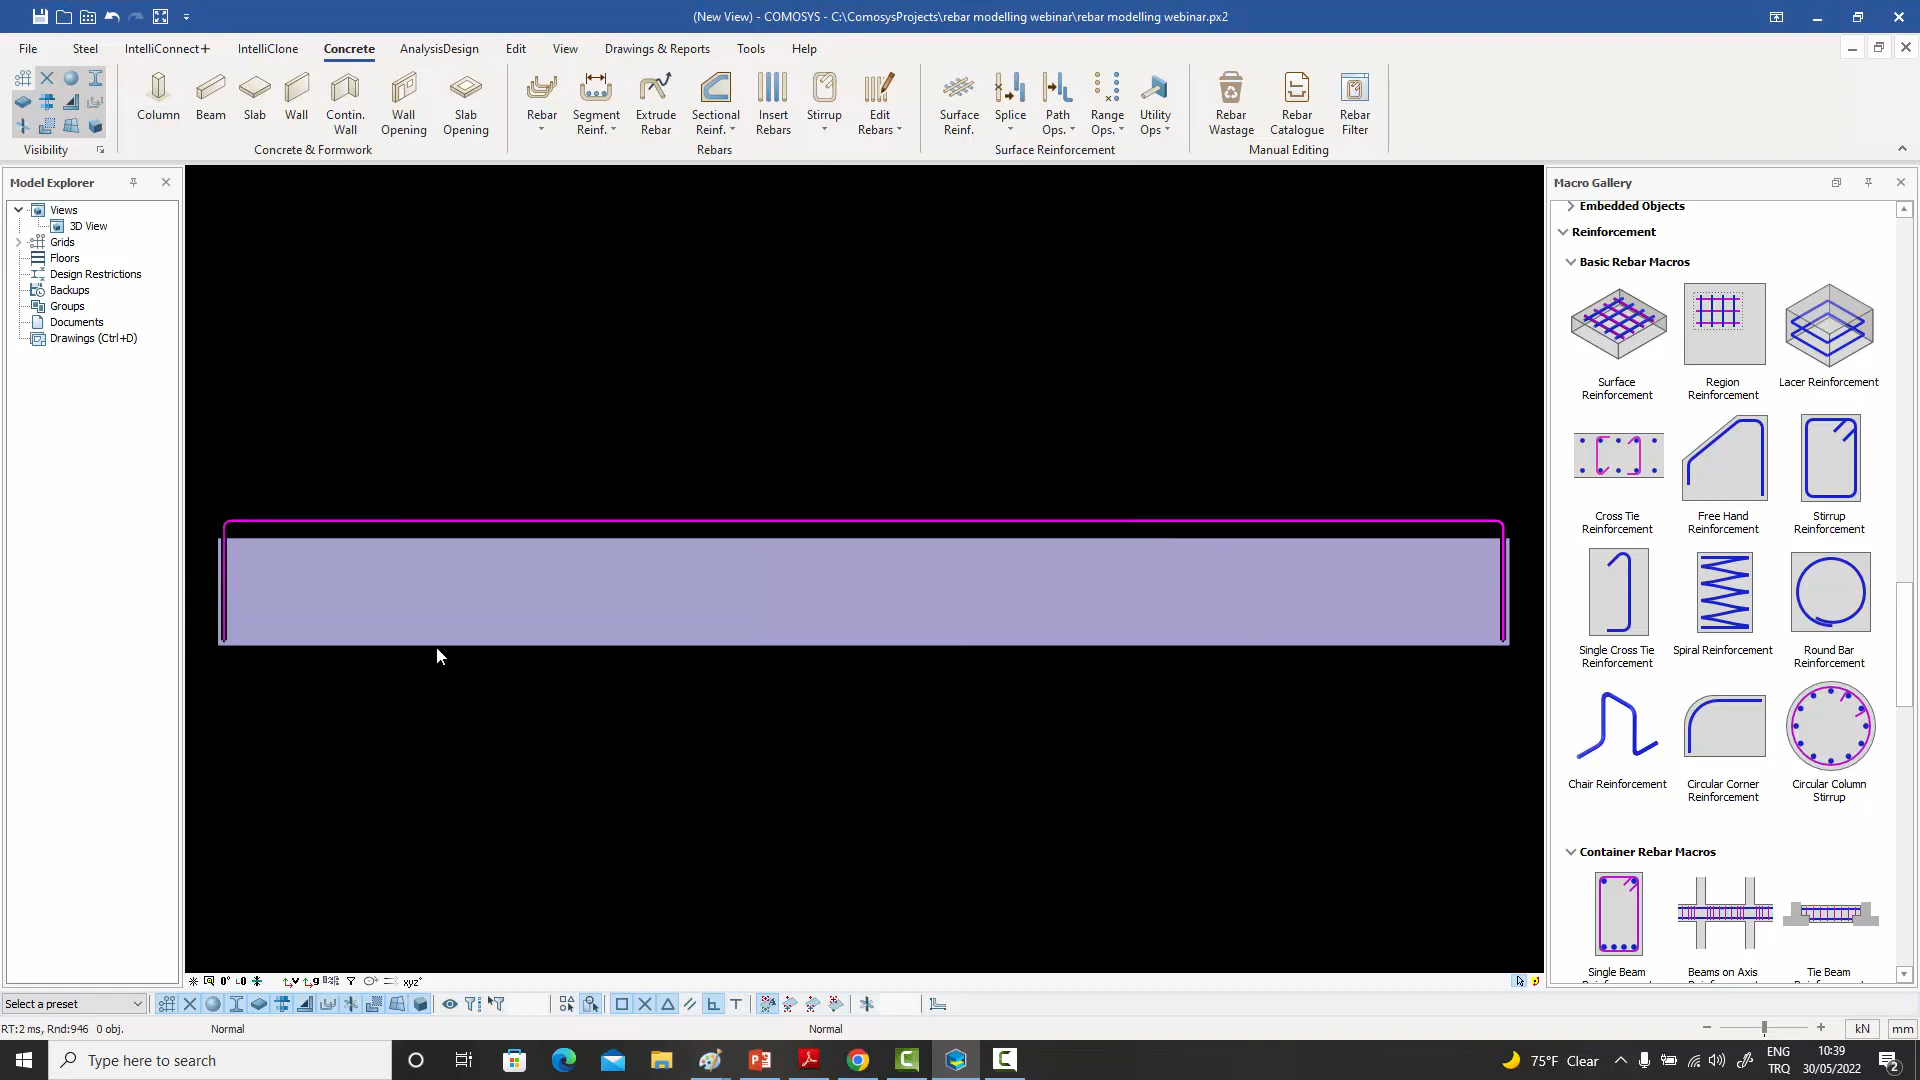 (New View) - COMOSYS - C:\ComosysProjects\rebar modelling webinar\rebar modelling webinar.px2
File Steel IntelliConnect+ IntelliClone Concrete AnalysisDesign Edit View Drawings & Reports Tools Help
Visibility
Column Beam Slab Wall Contin. Wall Wall Opening Slab Opening
Concrete & Formwork
Rebar Segment Reinf. Extrude Rebar Sectional Reinf. Insert Rebars Stirrup Edit Rebars
Rebars
Surface Reinf. Splice Path Ops. Range Ops. Utility Ops
Surface Reinforcement
Rebar Wastage Rebar Catalogue Rebar Filter
Manual Editing
Model Explorer
Views
3D View
Grids
Floors
Design Restrictions
Backups
Groups
Documents
Drawings (Ctrl+D)
Macro Gallery
Embedded Objects
Reinforcement
Basic Rebar Macros
Surface Reinforcement
Region Reinforcement
Lacer Reinforcement
Cross Tie Reinforcement
Free Hand Reinforcement
Stirrup Reinforcement
Single Cross Tie Reinforcement
Spiral Reinforcement
Round Bar Reinforcement
Chair Reinforcement
Circular Corner Reinforcement
Circular Column Stirrup
Container Rebar Macros
Single Beam
Beams on Axis
Tie Beam
xyz
Select a preset
RT:2 ms, Rnd:946 0 obj. Normal Normal kN mm
Type here to search
75°F Clear
ENG
TRQ
10:39
30/05/2022
2